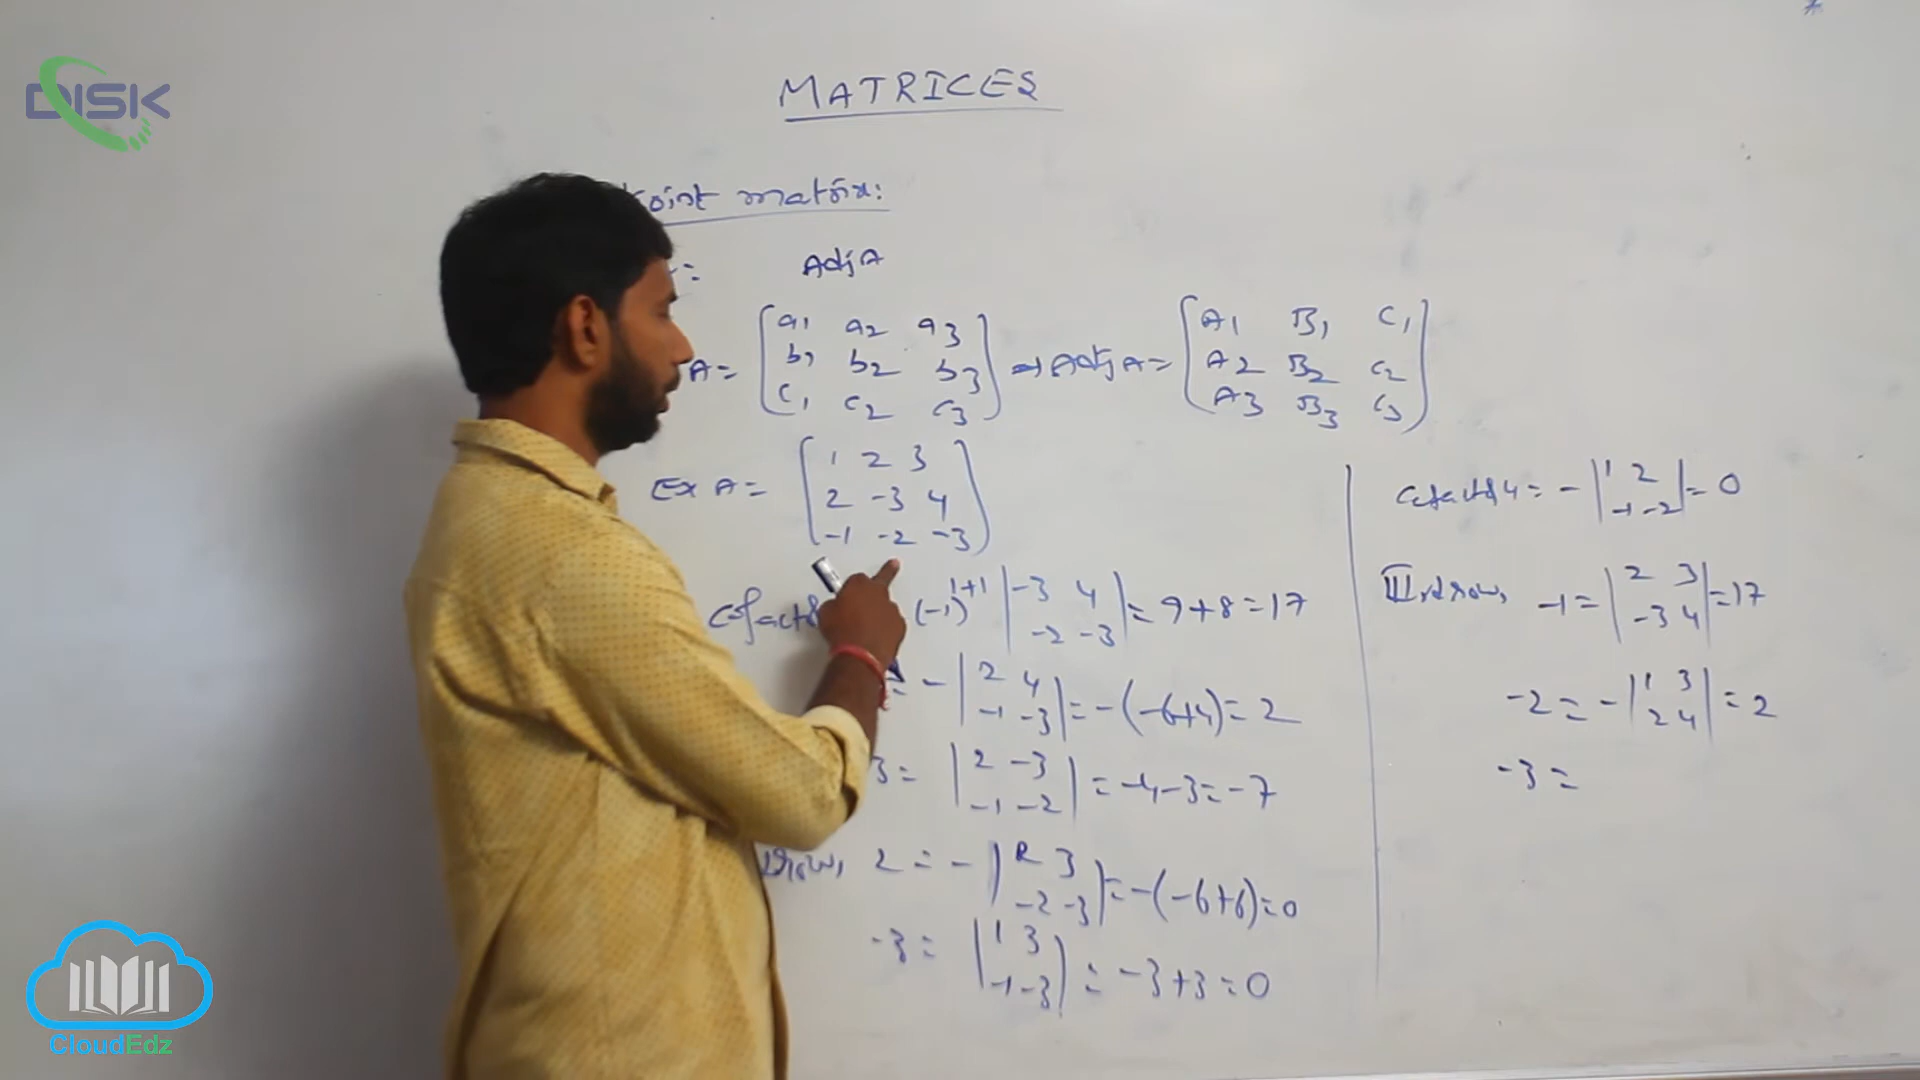 DISK
MATRICES
joint matrix:
Adj A
A = [a1 a2 a3
b1 b2 b3
c1 c2 c3] → Adj A = [A1 B1 C1
A2 B2 C2
A3 B3 C3]
Ex A = [1 2 3
2 -3 4
-1 -2 -3]
(-1)^1+1 |-3 4
-2 -3| = 9+8 = 17
= - |2 4
-1 -3| = -(-6+4) = 2
3 = |2 -3
-1 -2| = -4-3 = -7
row, 2 = - |2 3
-2 -3| = -(-6+6) = 0
-3 = |1 3
-1 -3| = -3+3 = 0
4 = - |1 2
-1 -2| = 0
III rd row, -1 = |2 3
-3 4| = 17
-2 = - |1 3
2 4| = 2
-3 =
CloudEdz